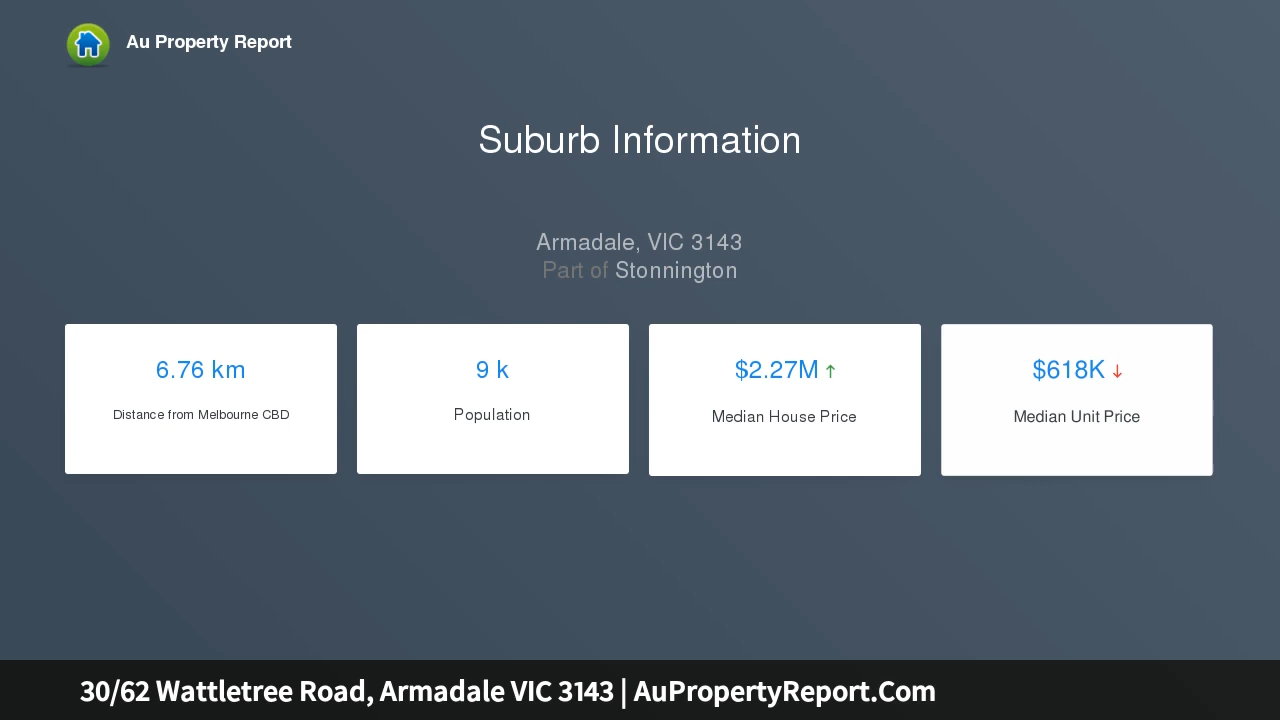 Au Property Report
Suburb Information
Armadale, VIC 3143
Part of Stonnington
6.76 km
Distance from Melbourne CBD
9 k
Population
$2.27M ↑
Median House Price
$618K ↓
Median Unit Price
30/62 Wattletree Road, Armadale VIC 3143 | AuPropertyReport.Com